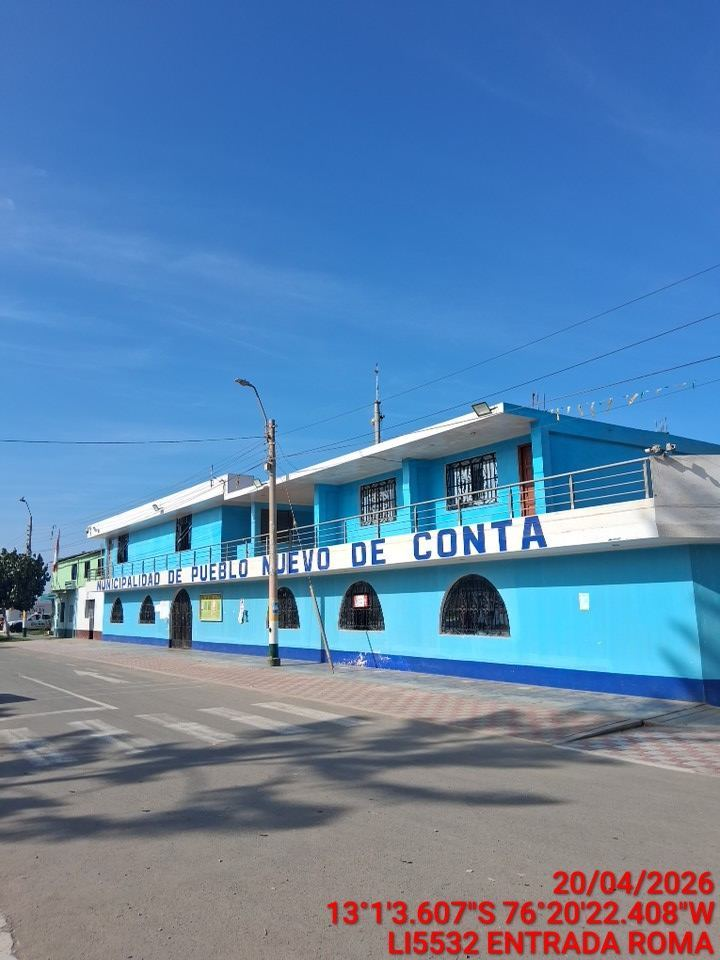 MUNICIPALIDAD DE PUEBLO NUEVO DE CONTA
20/04/2026
13°1'3.607"S 76°20'22.408"W
LI5532 ENTRADA ROMA